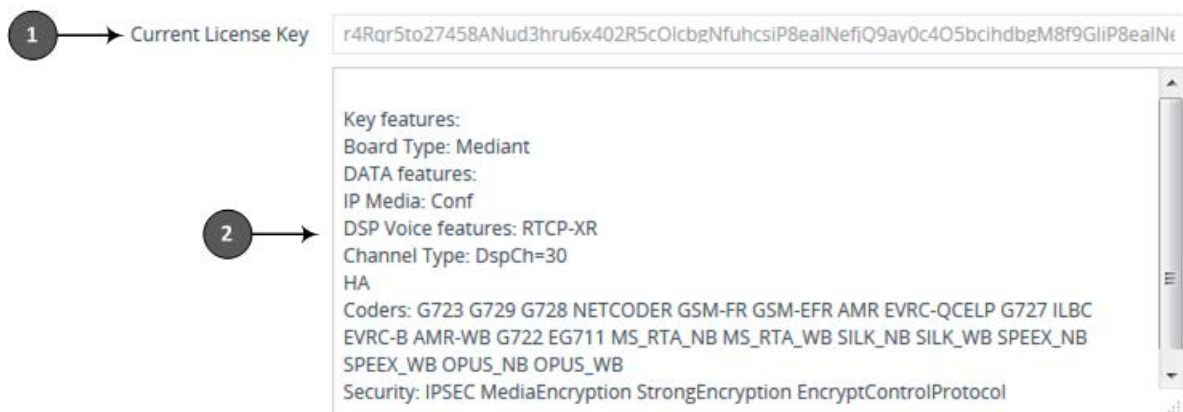 1
Current License Key
r4Rqr5to27458ANud3hru6x402R5cOlcbgNfuhcsiP8ealNefjQ9ay0c4O5bcihdbgM8f9GliP8ealNe
Key features:
Board Type: Mediant
DATA features:
IP Media: Conf
2
DSP Voice features: RTCP-XR
Channel Type: DspCh=30
HA
Coders: G723 G729 G728 NETCODER GSM-FR GSM-EFR AMR EVRC-QCELP G727 ILBC
EVRC-B AMR-WB G722 EG711 MS_RTA_NB MS_RTA_WB SILK_NB SILK_WB SPEEX_NB
SPEEX_WB OPUS_NB OPUS_WB
Security: IPSEC MediaEncryption StrongEncryption EncryptControlProtocol